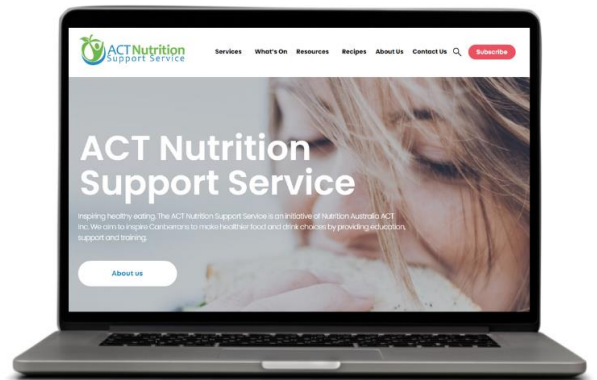 ACT Nutrition
Support Service
Services What's On Resources Recipes About Us Contact Us Subscribe
ACT Nutrition
Support Service
Inspiring healthy eating. The ACT Nutrition Support Service is an initiative of Nutrition Australia ACT
Inc. We aim to inspire Canberrans to make healthier food and drink choices by providing education,
support and training.
About us